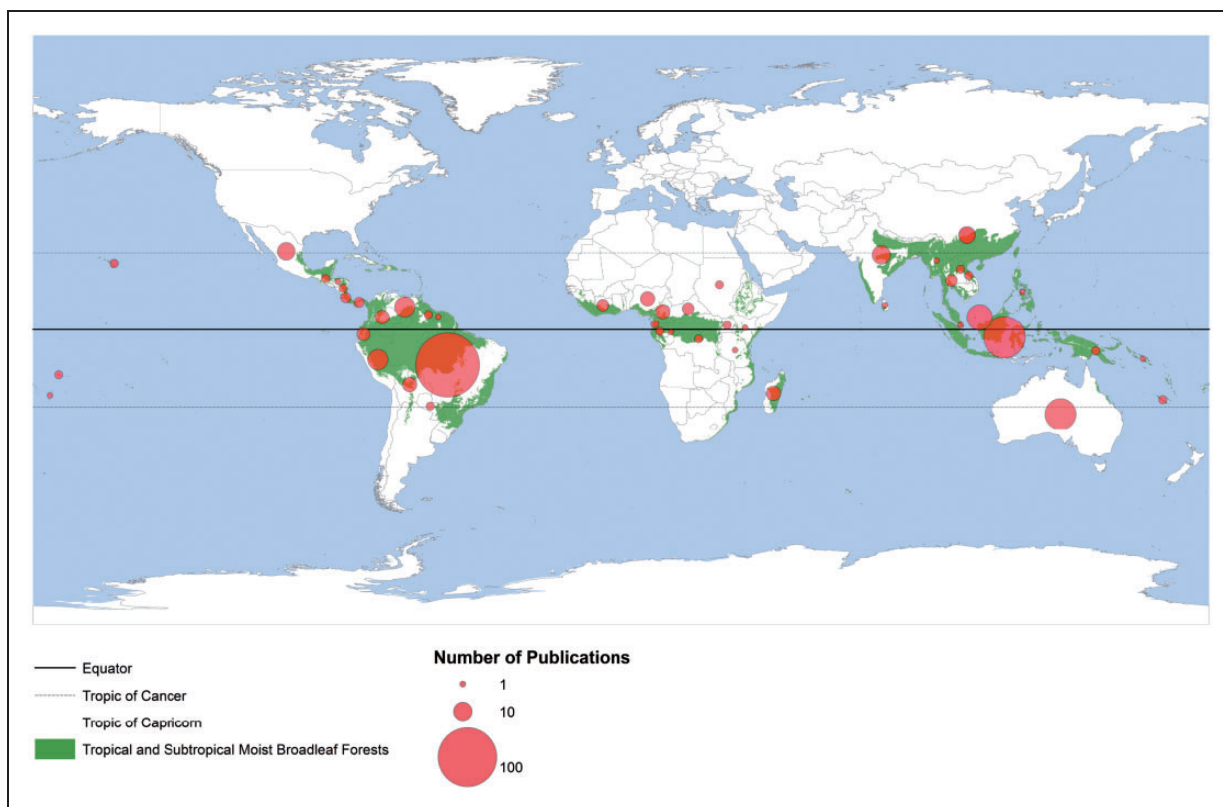 Equator
Tropic of Cancer
Tropic of Capricorn
Tropical and Subtropical Moist Broadleaf Forests
Number of Publications
1
10
100